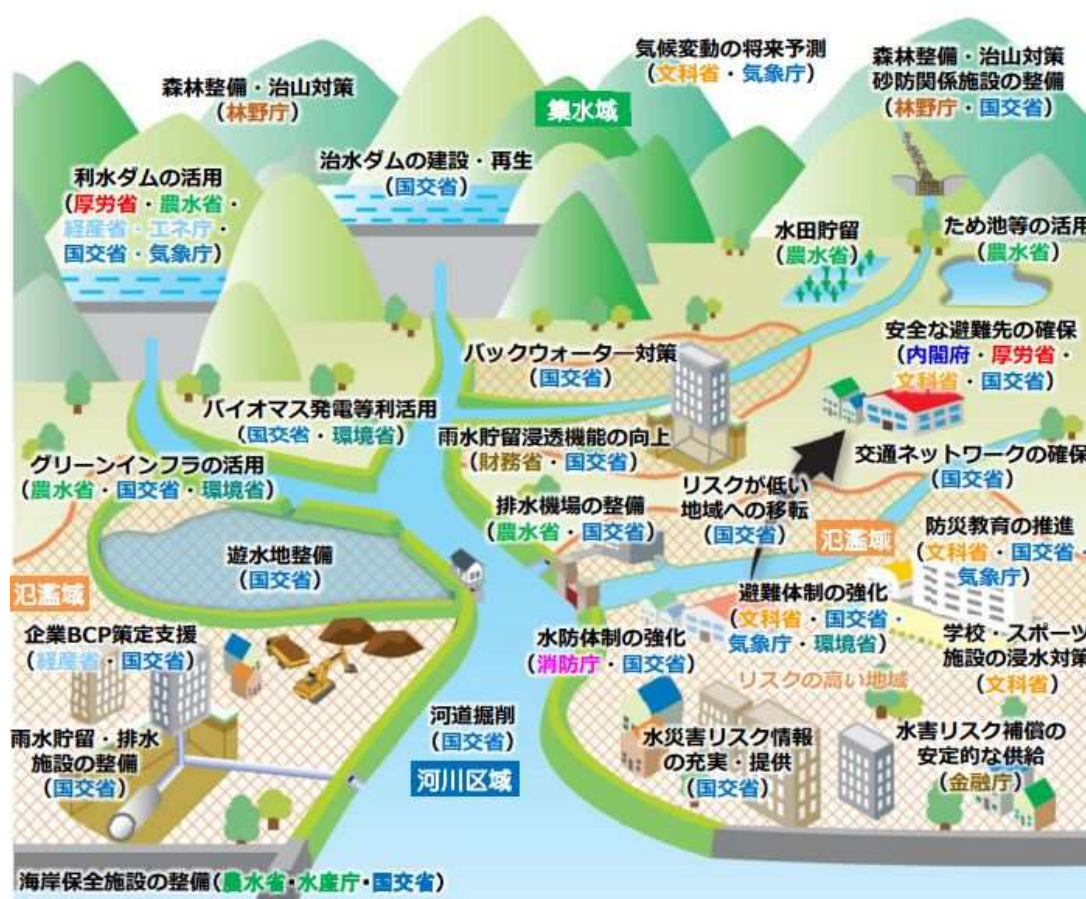 気候変動の将来予測
(文科省・気象庁)
森林整備・治山対策
砂防関係施設の整備
(林野庁・国交省)
森林整備・治山対策
(林野庁)
集水域
治水ダムの建設・再生
(国交省)
利水ダムの活用
(厚労省・農水省・
経産省・エネ庁・
国交省・気象庁)
水田貯留
(農水省)
ため池等の活用
(農水省)
安全な避難先の確保
(内閣府・厚労省・
文科省・国交省)
バックウォーター対策
(国交省)
バイオマス発電等利活用
(国交省・環境省)
雨水貯留浸透機能の向上
(財務省・国交省)
交通ネットワークの確保
(国交省)
グリーンインフラの活用
(農水省・国交省・環境省)
排水機場の整備
(農水省・国交省)
リスクが低い
地域への移転
(国交省)
氾濫域
防災教育の推進
(文科省・国交省・
気象庁)
遊水地整備
(国交省)
氾濫域
避難体制の強化
(文科省・国交省・
気象庁・環境省)
企業BCP策定支援
(経産省・国交省)
水防体制の強化
(消防庁・国交省)
学校・スポーツ
施設の浸水対策
(文科省)
リスクの高い地域
河道掘削
(国交省)
河川区域
雨水貯留・排水
施設の整備
(国交省)
水災害リスク情報
の充実・提供
(国交省)
水害リスク補償の
安定的な供給
(金融庁)
海岸保全施設の整備(農水省・水産庁・国交省)